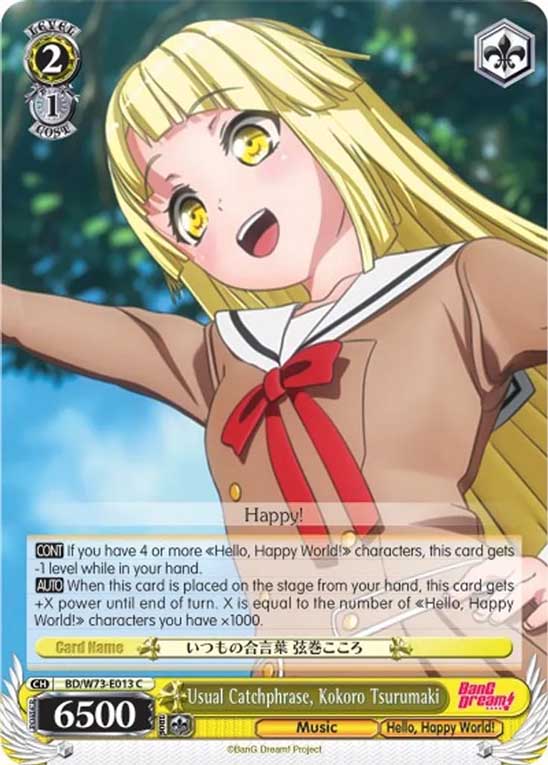 LEVEL
2
1
COST
Happy!
CONT If you have 4 or more «Hello, Happy World!» characters, this card gets
-1 level while in your hand.
AUTO When this card is placed on the stage from your hand, this card gets
+X power until end of turn. X is equal to the number of «Hello, Happy
World!» characters you have ×1000.
Card Name いつもの合言葉 弦巻こころ
CH BD/W73-E013 C
Usual Catchphrase, Kokoro Tsurumaki
BanG Dream!
POWER 6500 SOUL
Music Hello, Happy World!
©BanG Dream! Project